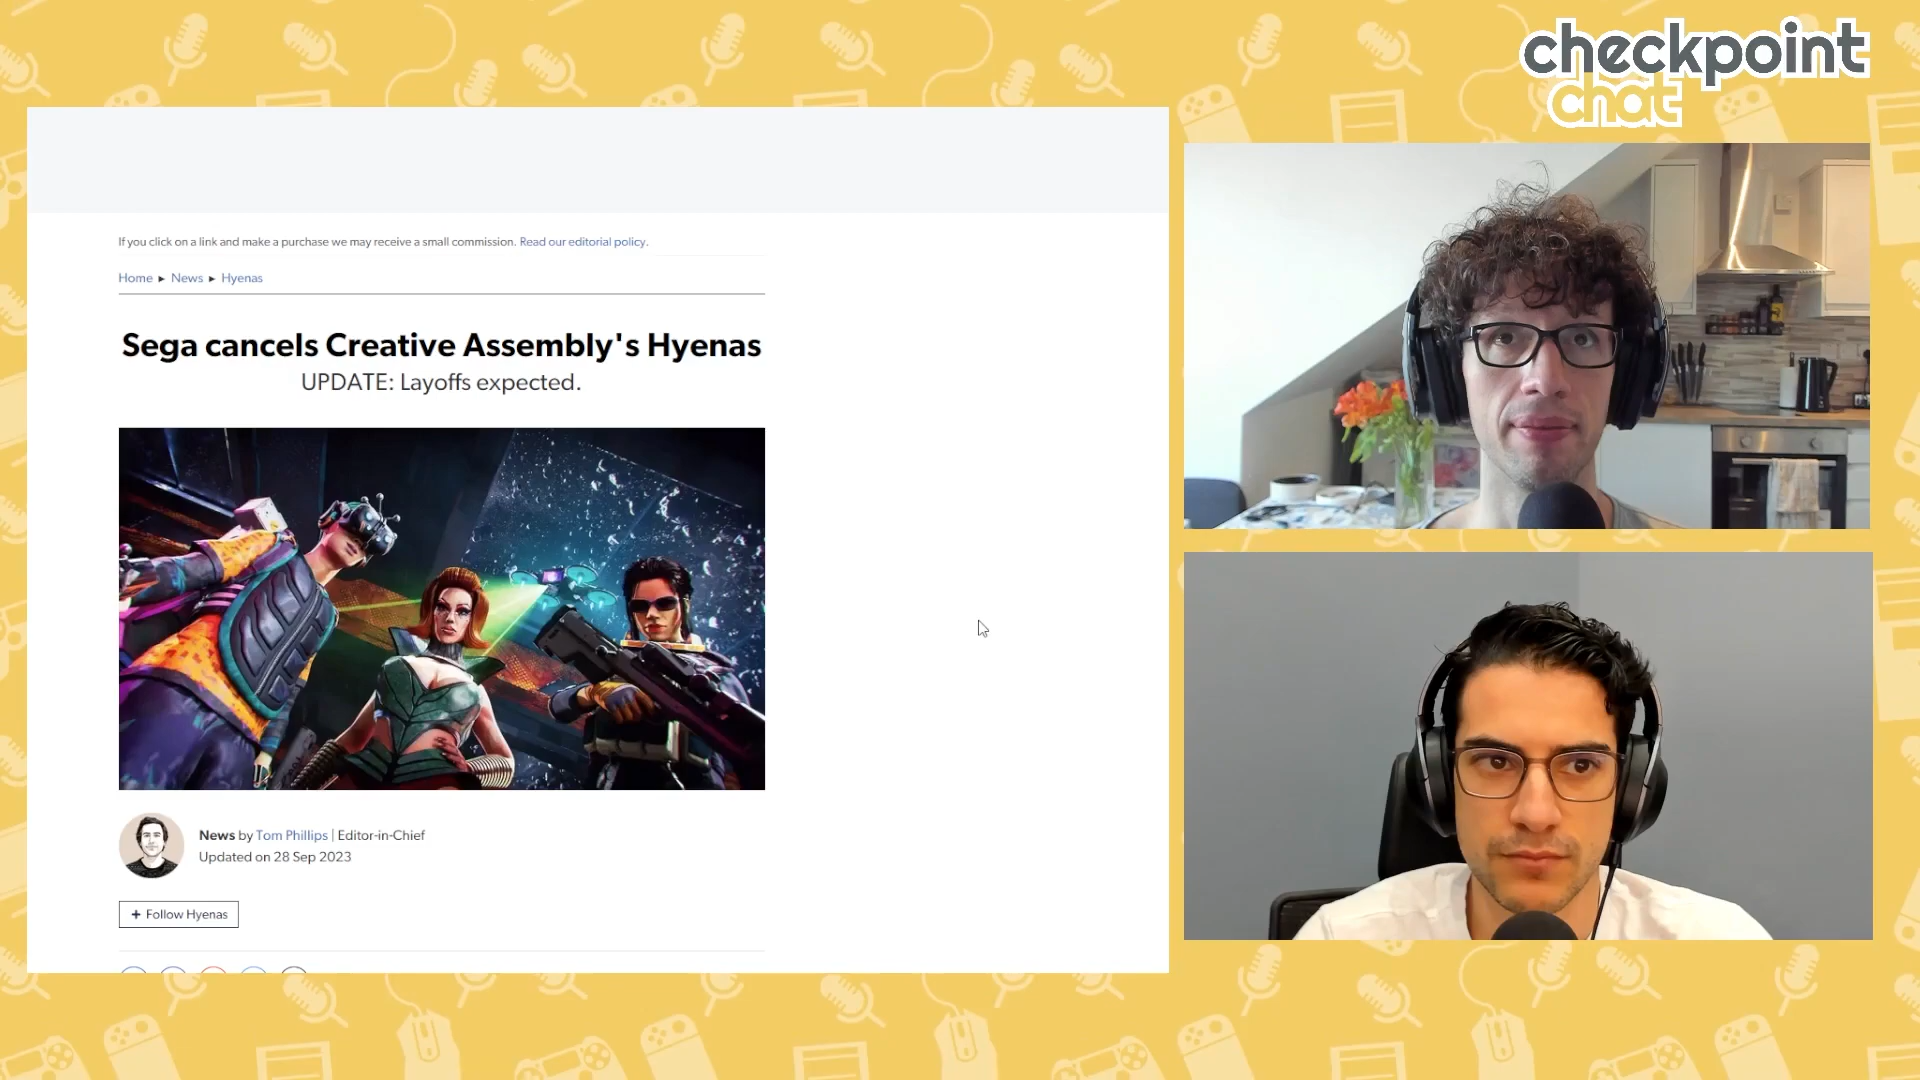 checkpoint
chat
If you click on a link and make a purchase we may receive a small commission. Read our editorial policy.
Home ▸ News ▸ Hyenas
Sega cancels Creative Assembly's Hyenas
UPDATE: Layoffs expected.
News by Tom Phillips | Editor-in-Chief
Updated on 28 Sep 2023
+ Follow Hyenas